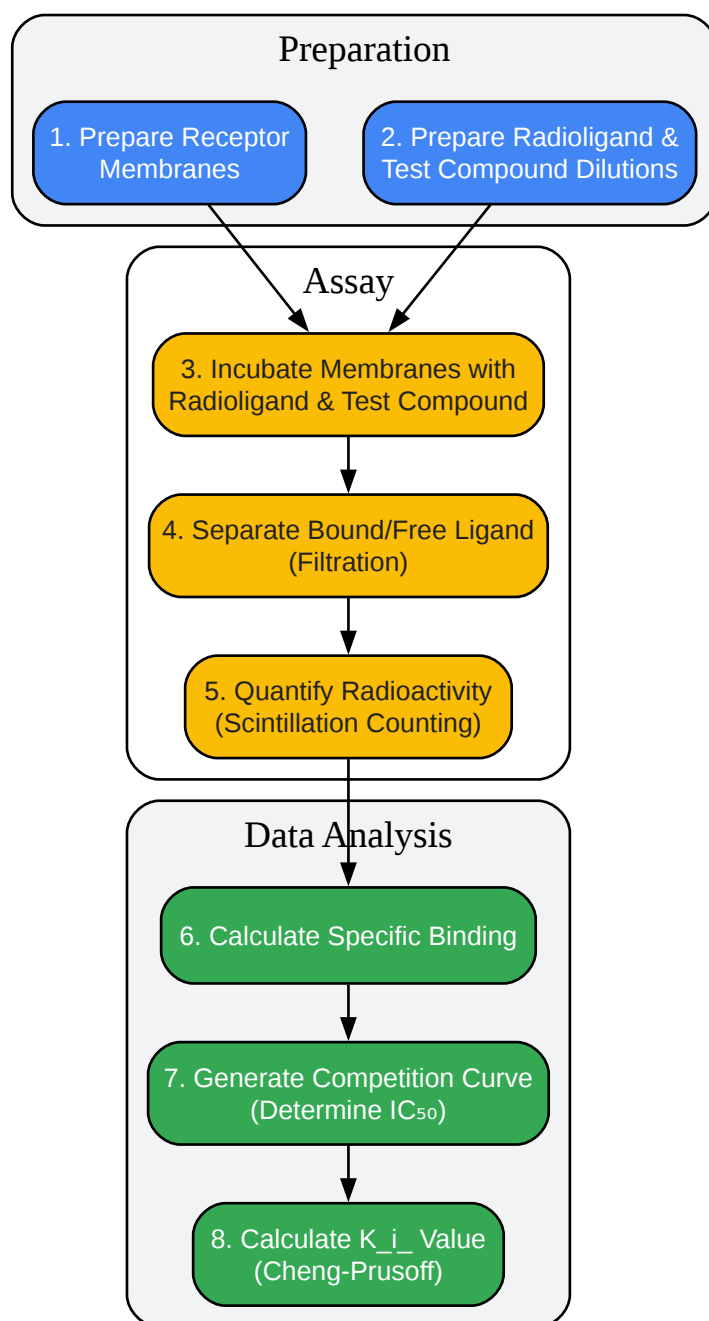 Preparation
1. Prepare Receptor
Membranes
2. Prepare Radioligand &
Test Compound Dilutions
Assay
3. Incubate Membranes with
Radioligand & Test Compound
4. Separate Bound/Free Ligand
(Filtration)
5. Quantify Radioactivity
(Scintillation Counting)
Data Analysis
6. Calculate Specific Binding
7. Generate Competition Curve
(Determine IC₅₀)
8. Calculate K_i_ Value
(Cheng-Prusoff)